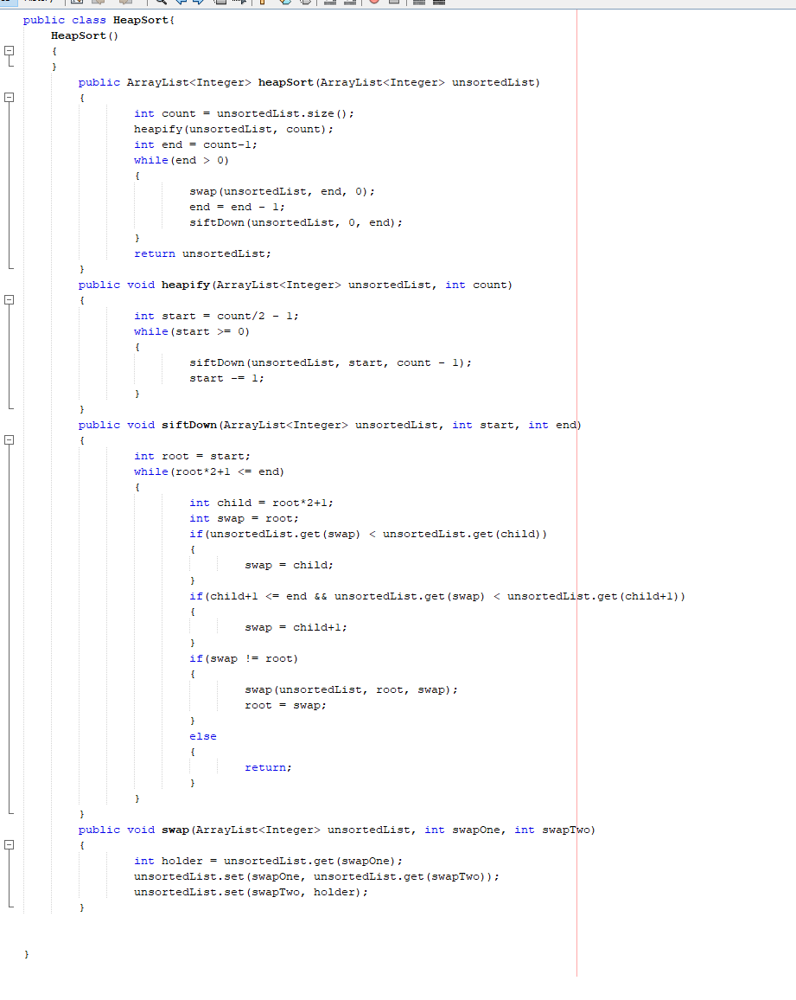 public class HeapSort{
HeapSort()
{
}
public ArrayList<Integer> heapSort(ArrayList<Integer> unsortedList)
{
int count = unsortedList.size();
heapify(unsortedList, count);
int end = count-1;
while(end > 0)
{
swap(unsortedList, end, 0);
end = end - 1;
siftDown(unsortedList, 0, end);
}
return unsortedList;
}
public void heapify(ArrayList<Integer> unsortedList, int count)
{
int start = count/2 - 1;
while(start >= 0)
{
siftDown(unsortedList, start, count - 1);
start -= 1;
}
}
public void siftDown(ArrayList<Integer> unsortedList, int start, int end)
{
int root = start;
while(root*2+1 <= end)
{
int child = root*2+1;
int swap = root;
if(unsortedList.get(swap) < unsortedList.get(child))
{
swap = child;
}
if(child+1 <= end && unsortedList.get(swap) < unsortedList.get(child+1))
{
swap = child+1;
}
if(swap != root)
{
swap(unsortedList, root, swap);
root = swap;
}
else
{
return;
}
}
}
public void swap(ArrayList<Integer> unsortedList, int swapOne, int swapTwo)
{
int holder = unsortedList.get(swapOne);
unsortedList.set(swapOne, unsortedList.get(swapTwo));
unsortedList.set(swapTwo, holder);
}
}